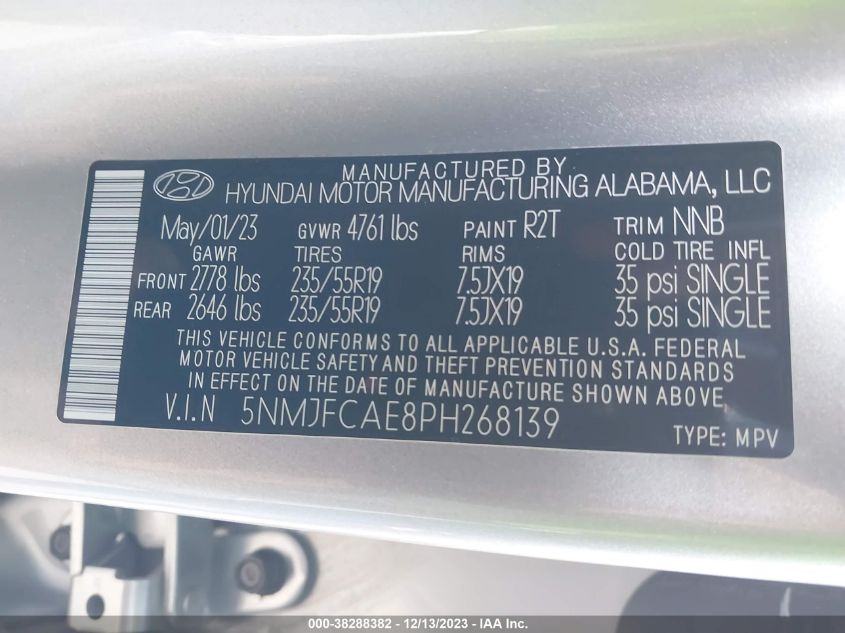 MANUFACTURED BY
HYUNDAI MOTOR MANUFACTURING ALABAMA, LLC
May/01/23 GVWR 4761 lbs PAINT R2T TRIM NNB
GAWR TIRES RIMS COLD TIRE INFL
FRONT 2778 lbs 235/55R19 7.5JX19 35 psi SINGLE
REAR 2646 lbs 235/55R19 7.5JX19 35 psi SINGLE
THIS VEHICLE CONFORMS TO ALL APPLICABLE U.S.A. FEDERAL
MOTOR VEHICLE SAFETY AND THEFT PREVENTION STANDARDS
IN EFFECT ON THE DATE OF MANUFACTURE SHOWN ABOVE.
V.I.N 5NMJFCAE8PH268139 TYPE: MPV
000-38288382 - 12/13/2023 - IAA Inc.